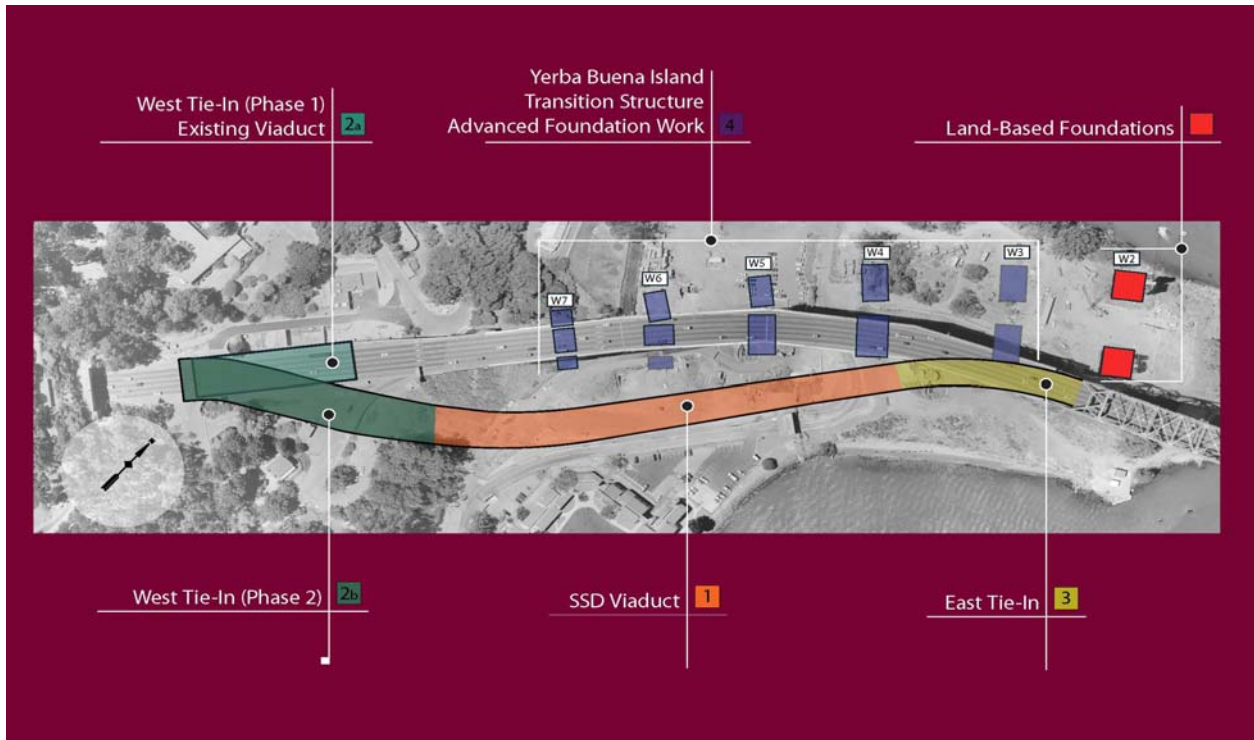 West Tie-In (Phase 1)
Existing Viaduct
2a
Yerba Buena Island
Transition Structure
Advanced Foundation Work
4
Land-Based Foundations
W7
W6
W5
W4
W3
W2
West Tie-In (Phase 2)
2b
SSD Viaduct
1
East Tie-In
3